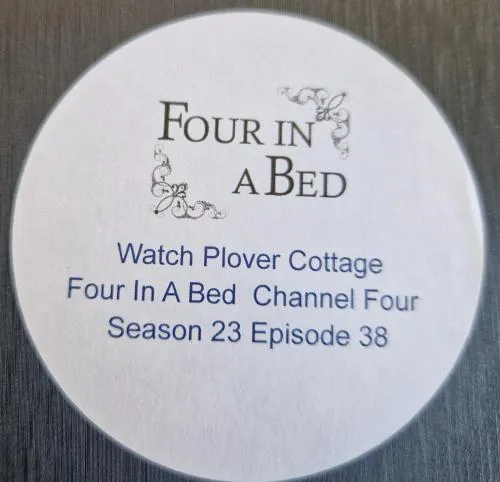 FOUR IN
A BED
Watch Plover Cottage
Four In A Bed Channel Four
Season 23 Episode 38